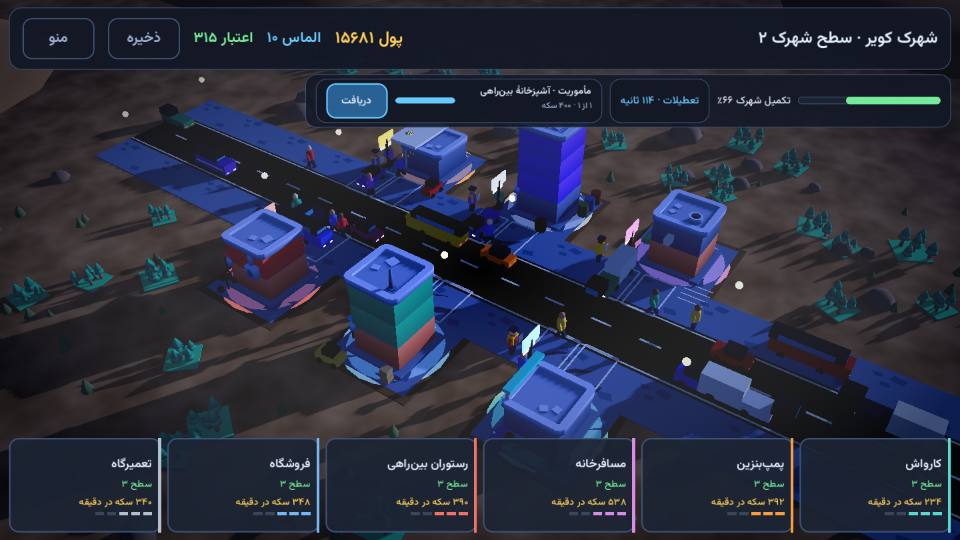 شهرک کویر · سطح شهرک ۲
پول ۱۵۶۸۱
الماس ۱۰
اعتبار ۳۱۵
ذخیره
منو
تکمیل شهرک ۶۶٪
تعطیلات · ۱۱۴ ثانیه
مأموریت · آشپزخانهٔ بین‌راهی
۱ از ۱ · ۴۰۰ سکه
دریافت
کارواش
سطح ۳
۲۳۴ سکه در دقیقه
پمپ‌بنزین
سطح ۳
۳۹۲ سکه در دقیقه
مسافرخانه
سطح ۳
۵۳۸ سکه در دقیقه
رستوران بین‌راهی
سطح ۳
۳۹۰ سکه در دقیقه
فروشگاه
سطح ۳
۳۴۸ سکه در دقیقه
تعمیرگاه
سطح ۳
۳۴۰ سکه در دقیقه